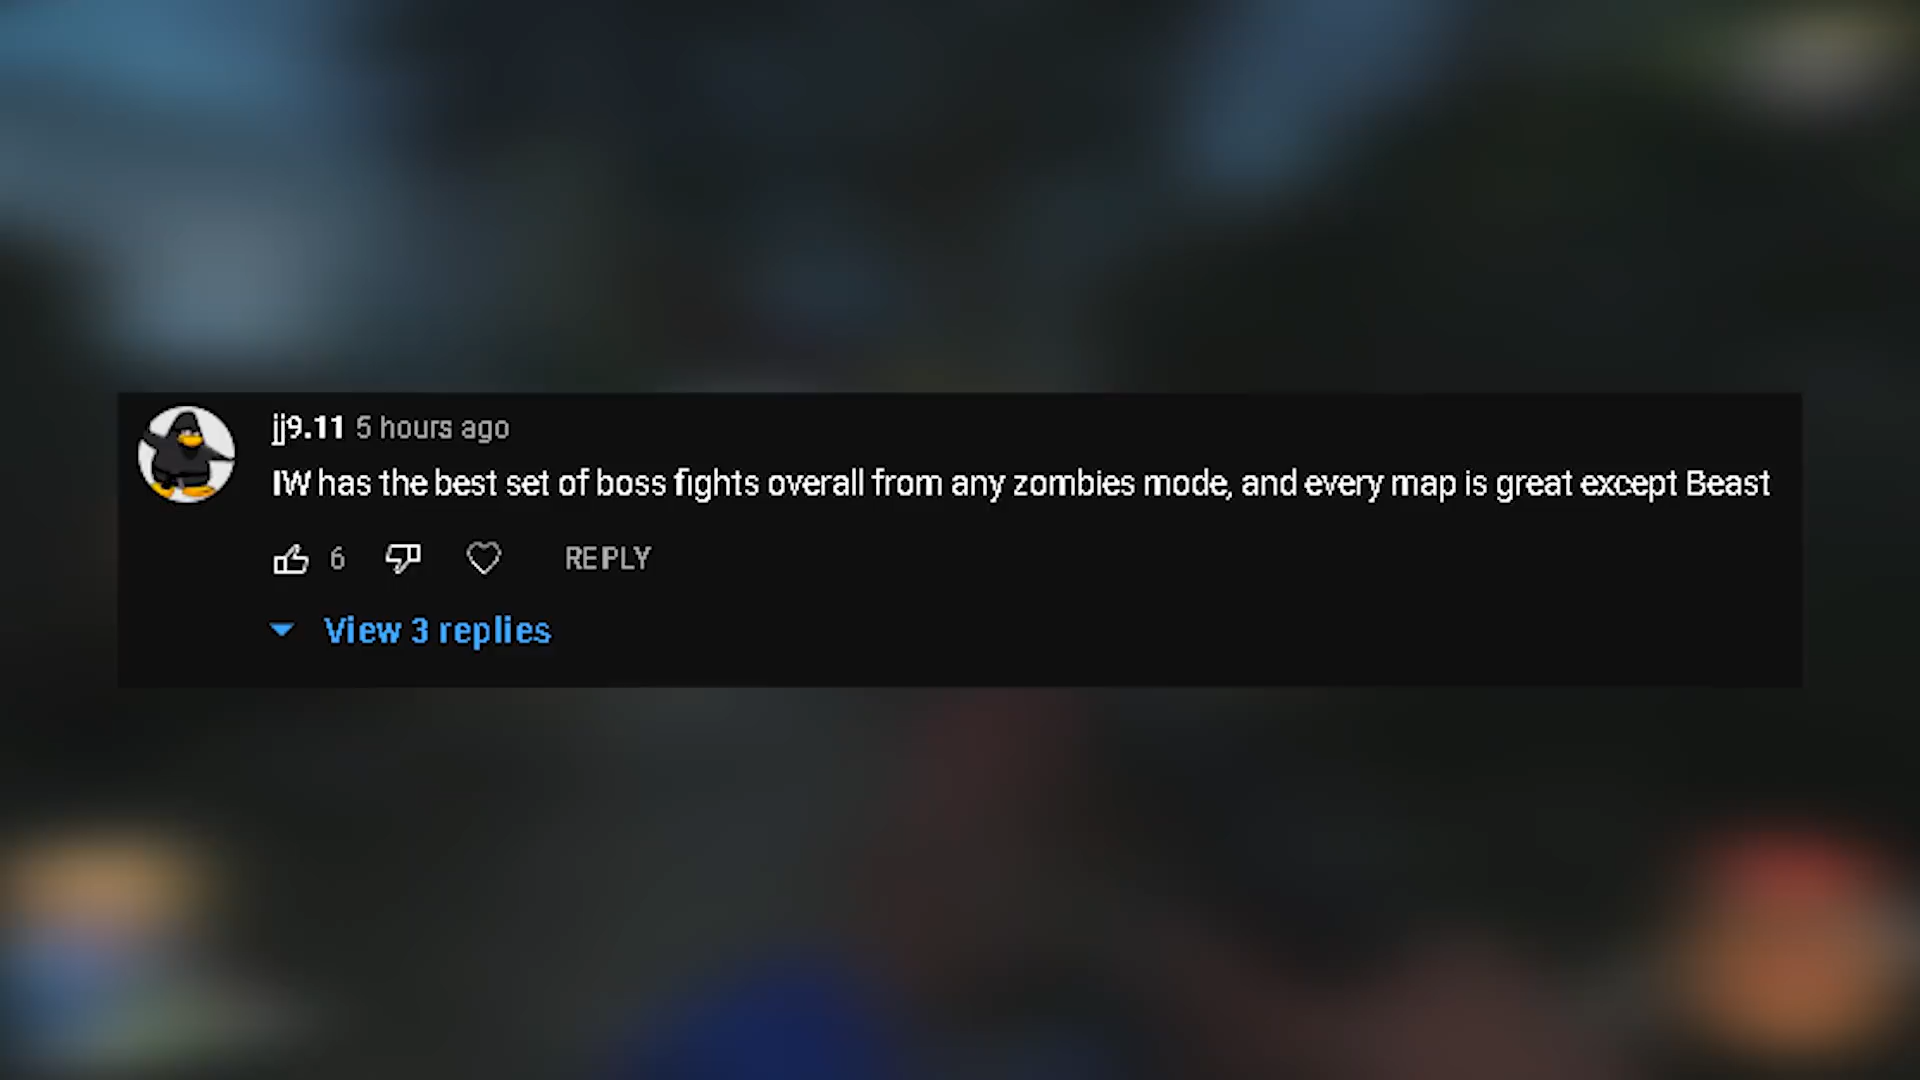 jj9.11 5 hours ago
IW has the best set of boss fights overall from any zombies mode, and every map is great except Beast
6 REPLY
View 3 replies